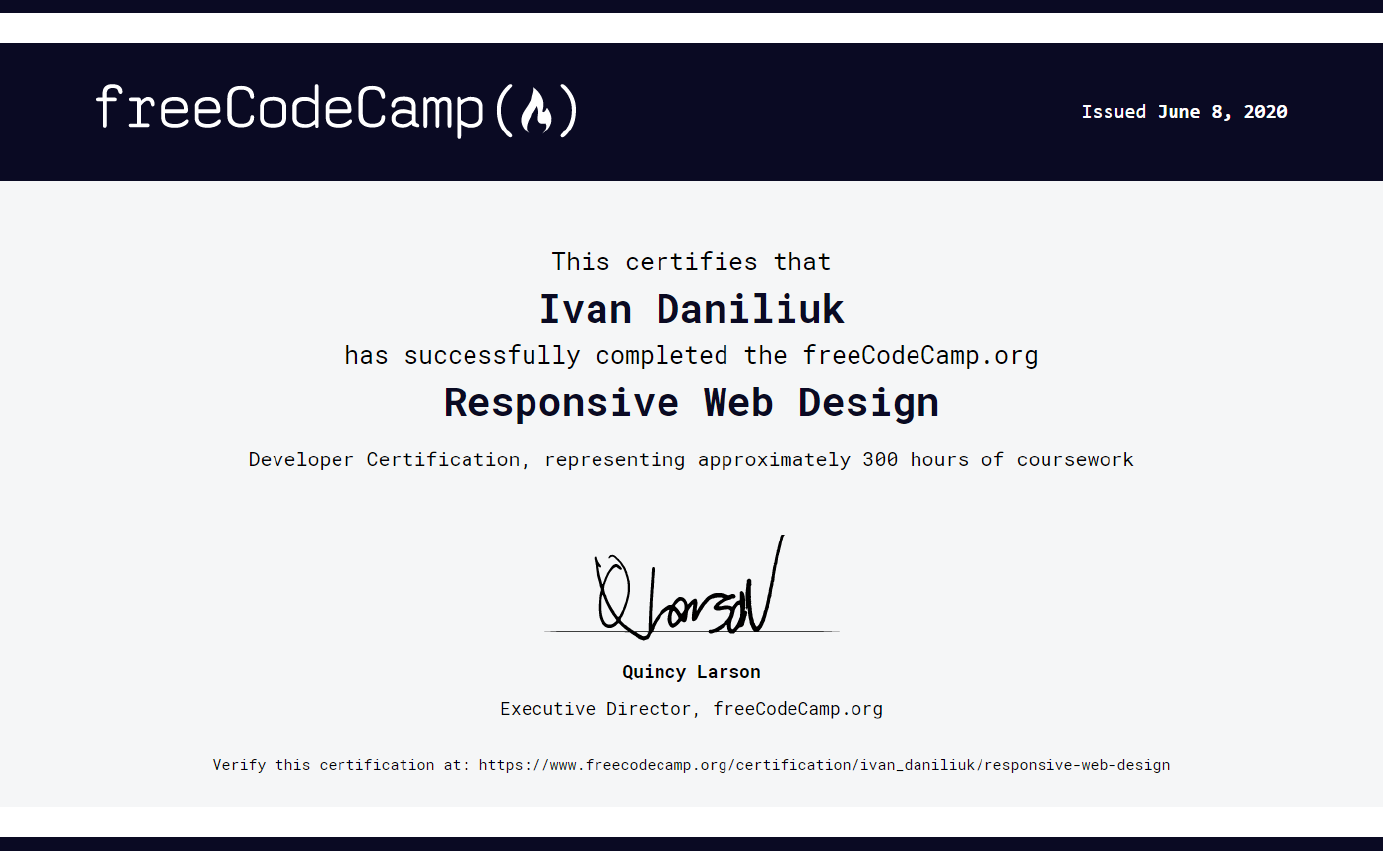 freeCodeCamp(🔥)
Issued June 8, 2020
This certifies that
Ivan Daniliuk
has successfully completed the freeCodeCamp.org
Responsive Web Design
Developer Certification, representing approximately 300 hours of coursework
Q Larson
Quincy Larson
Executive Director, freeCodeCamp.org
Verify this certification at: https://www.freecodecamp.org/certification/ivan_daniliuk/responsive-web-design